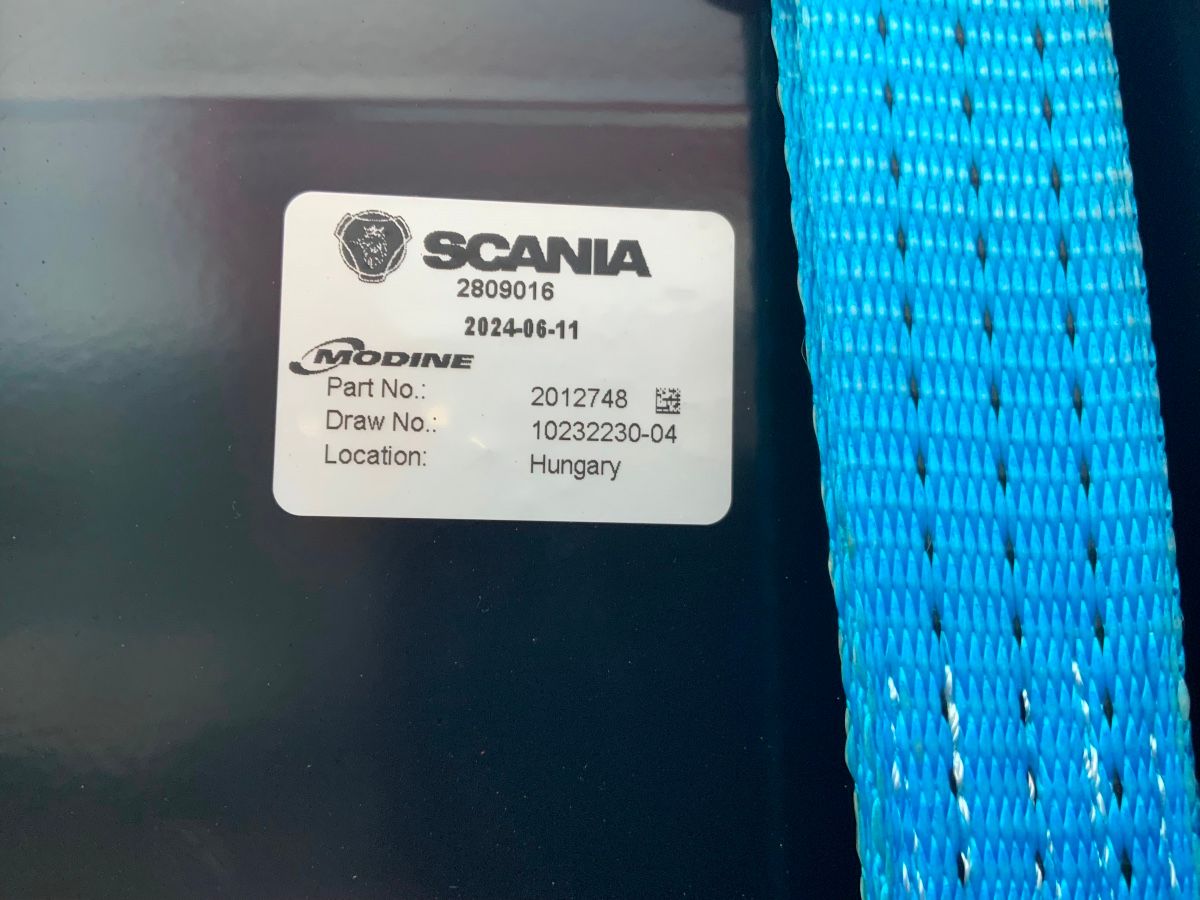 SCANIA
2809016
2024-06-11
MODINE
Part No.: 2012748
Draw No.: 10232230-04
Location: Hungary